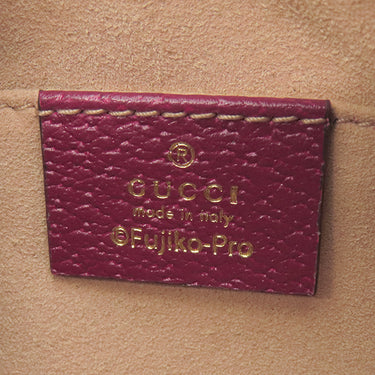 ®
GUCCI
made in italy
©Fujiko-Pro